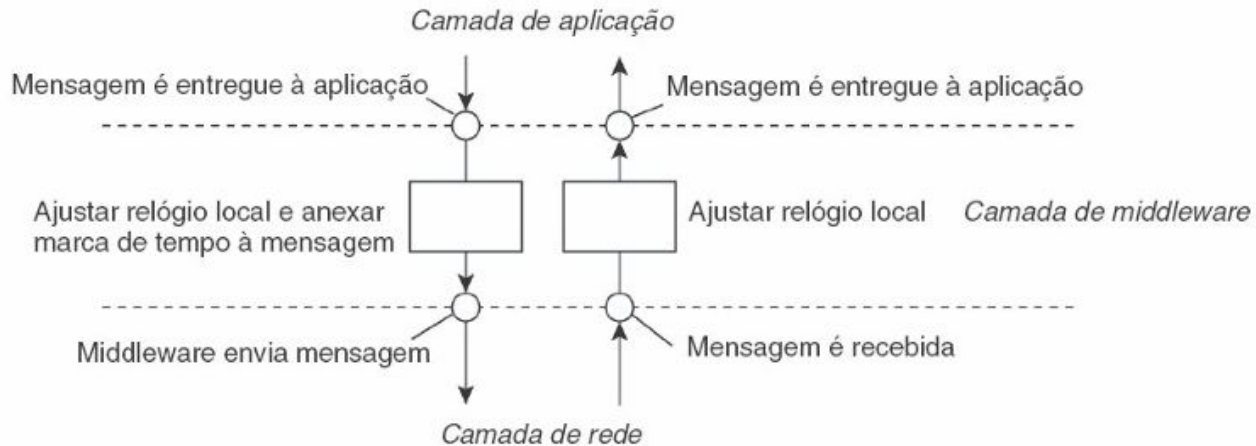 Camada de aplicação
Mensagem é entregue à aplicação
Mensagem é entregue à aplicação
Ajustar relógio local e anexar
marca de tempo à mensagem
Ajustar relógio local
Camada de middleware
Middleware envia mensagem
Mensagem é recebida
Camada de rede